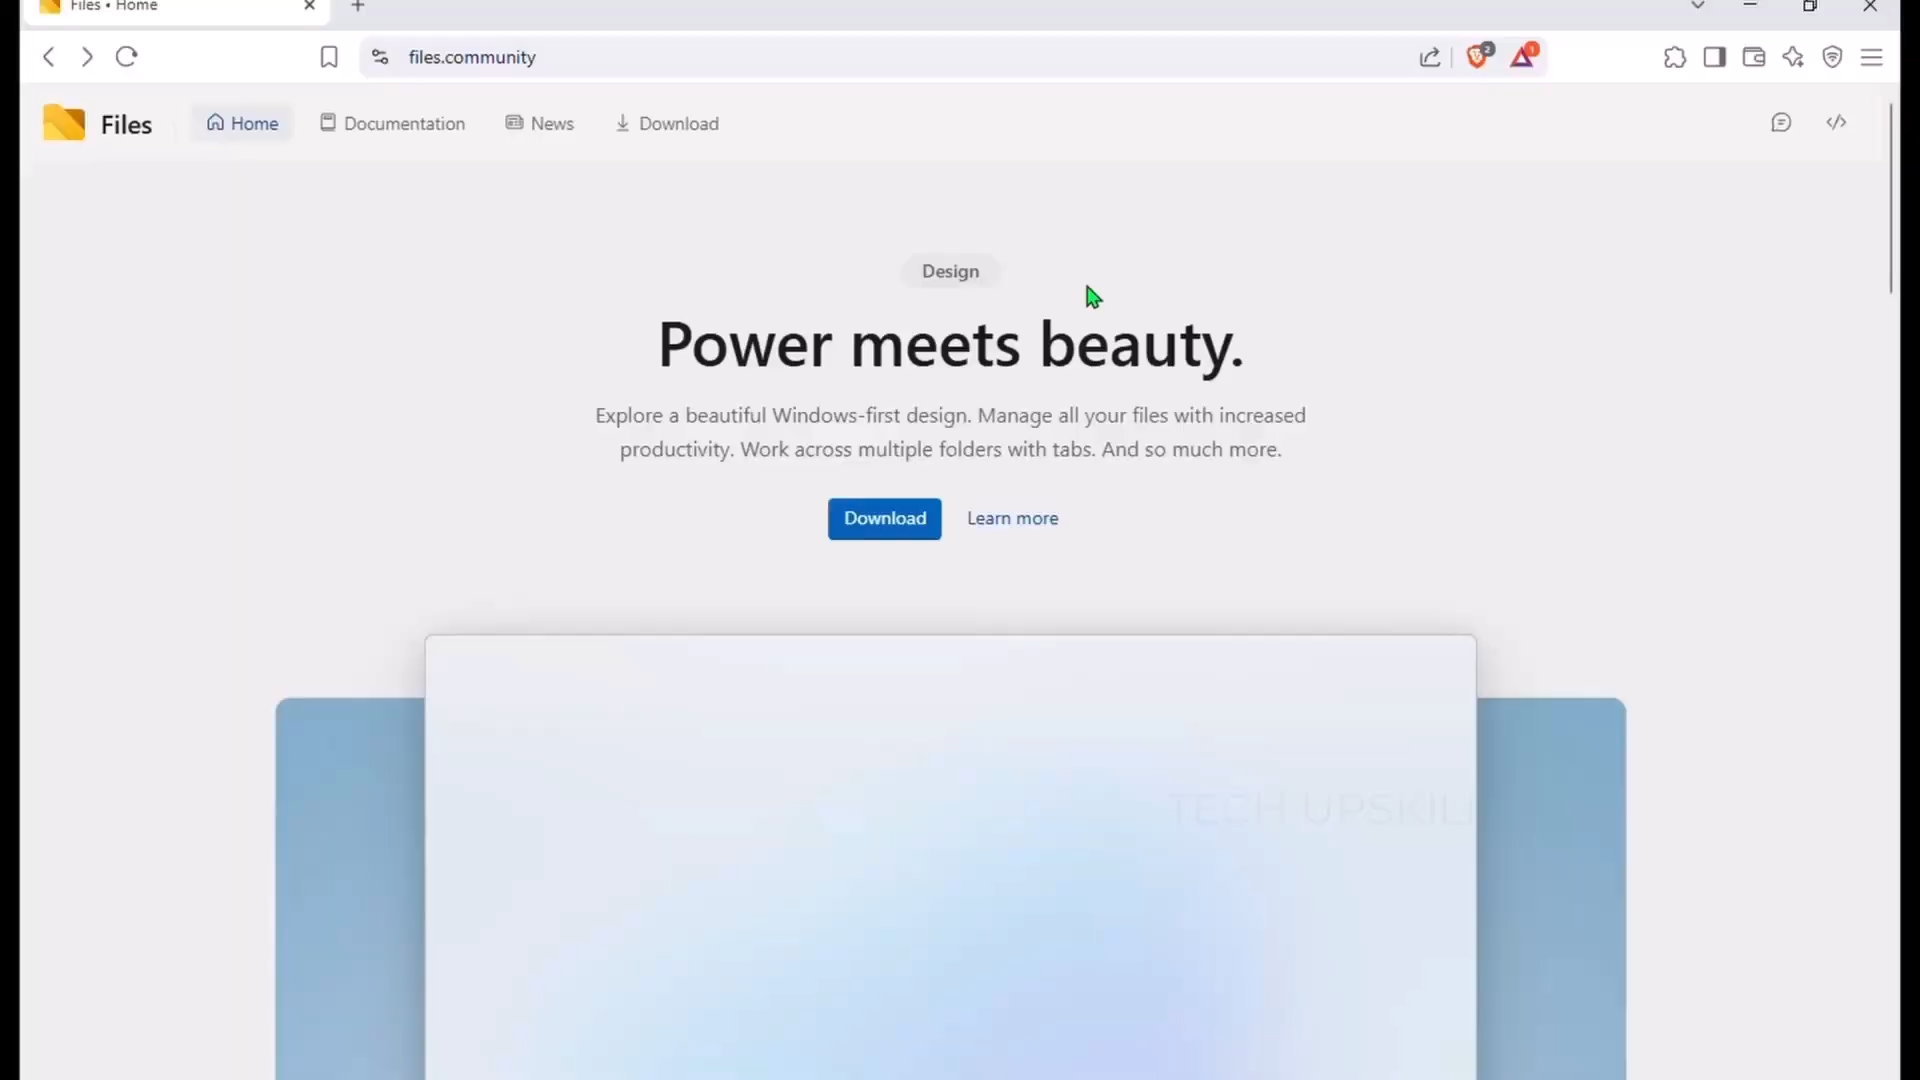 Files • Home
files.community
2
1
Files
Home
Documentation
News
Download
Design
Power meets beauty.
Explore a beautiful Windows-first design. Manage all your files with increased
productivity. Work across multiple folders with tabs. And so much more.
Download
Learn more
TECH UPSKILL